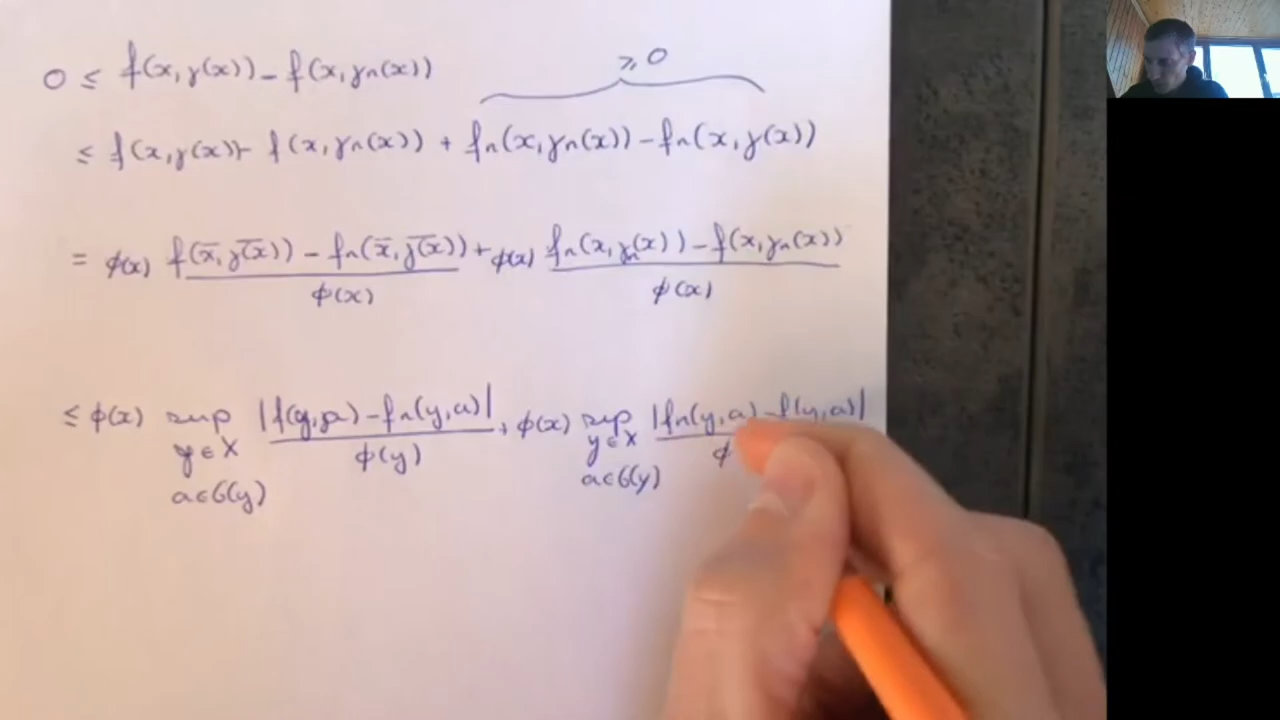 ≥ 0
0 ≤ f(x,y(x)) – f(x,yn(x))
≤ f(x,y(x)) – f(x,yn(x)) + fn(x,yn(x)) – fn(x,y(x))
= ϕ(x) f(x̄,ȳ(x̄)) – fn(x̄,ȳ(x̄)) / ϕ(x) + ϕ(x) fn(x,yn(x)) – f(x,yn(x)) / ϕ(x)
≤ ϕ(x) sup y∈X a∈G(y) |f(y,a) – fn(y,a)| / ϕ(y) + ϕ(x) sup y∈X a∈G(y) |fn(y,a) – f(y,a)| / ϕ